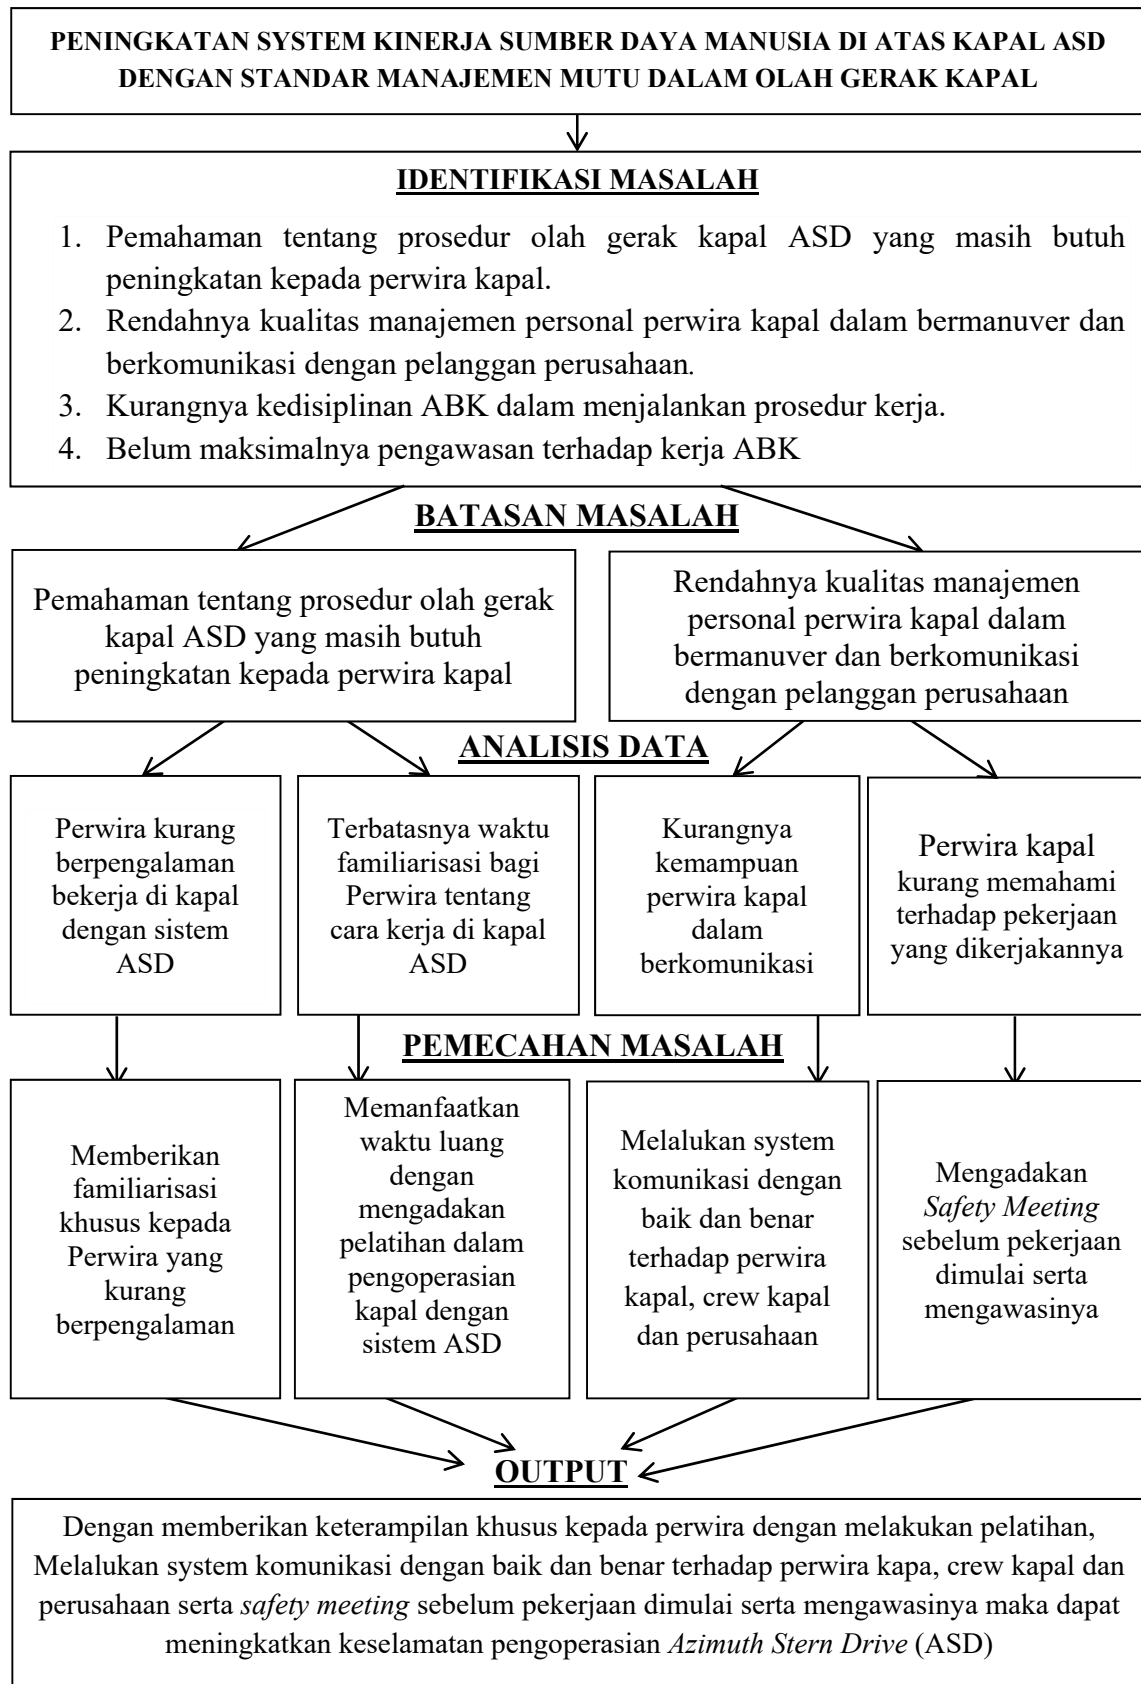 PENINGKATAN SYSTEM KINERJA SUMBER DAYA MANUSIA DI ATAS KAPAL ASD
DENGAN STANDAR MANAJEMEN MUTU DALAM OLAH GERAK KAPAL
IDENTIFIKASI MASALAH
1. Pemahaman tentang prosedur olah gerak kapal ASD yang masih butuh
peningkatan kepada perwira kapal.
2. Rendahnya kualitas manajemen personal perwira kapal dalam bermanuver dan
berkomunikasi dengan pelanggan perusahaan.
3. Kurangnya kedisiplinan ABK dalam menjalankan prosedur kerja.
4. Belum maksimalnya pengawasan terhadap kerja ABK
BATASAN MASALAH
Pemahaman tentang prosedur olah gerak
kapal ASD yang masih butuh
peningkatan kepada perwira kapal
Rendahnya kualitas manajemen
personal perwira kapal dalam
bermanuver dan berkomunikasi
dengan pelanggan perusahaan
ANALISIS DATA
Perwira kurang
berpengalaman
bekerja di kapal
dengan sistem
ASD
Terbatasnya waktu
familiarisasi bagi
Perwira tentang
cara kerja di kapal
ASD
Kurangnya
kemampuan
perwira kapal
dalam
berkomunikasi
Perwira kapal
kurang memahami
terhadap pekerjaan
yang dikerjakannya
PEMECAHAN MASALAH
Memberikan
familiarisasi
khusus kepada
Perwira yang
kurang
berpengalaman
Memanfaatkan
waktu luang
dengan
mengadakan
pelatihan dalam
pengoperasian
kapal dengan
sistem ASD
Melalukan system
komunikasi dengan
baik dan benar
terhadap perwira
kapal, crew kapal
dan perusahaan
Mengadakan
Safety Meeting
sebelum pekerjaan
dimulai serta
mengawasinya
OUTPUT
Dengan memberikan keterampilan khusus kepada perwira dengan melakukan pelatihan,
Melalukan system komunikasi dengan baik dan benar terhadap perwira kapa, crew kapal dan
perusahaan serta safety meeting sebelum pekerjaan dimulai serta mengawasinya maka dapat
meningkatkan keselamatan pengoperasian Azimuth Stern Drive (ASD)